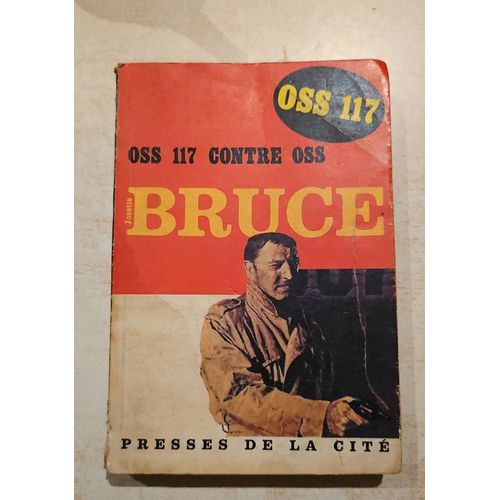 OSS 117
OSS 117 CONTRE OSS
Josette
BRUCE
PRESSES DE LA CITÉ